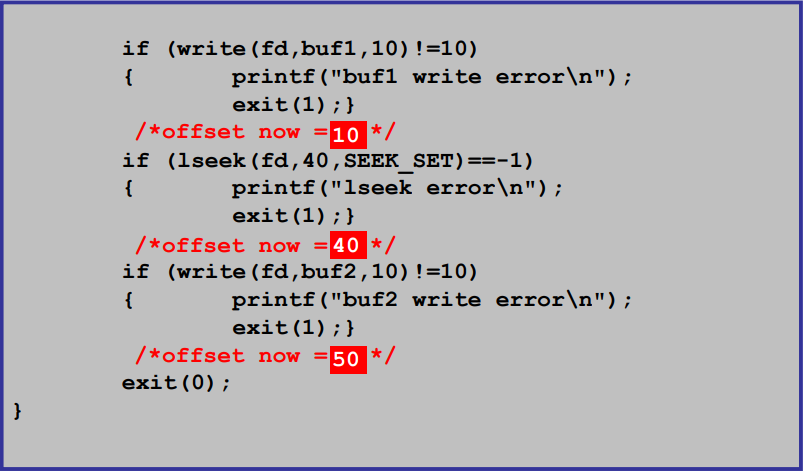 if (write(fd,buf1,10)!=10)
{ printf("buf1 write error\n");
exit(1);}
/*offset now =10*/
if (lseek(fd,40,SEEK_SET)==-1)
{ printf("lseek error\n");
exit(1);}
/*offset now =40*/
if (write(fd,buf2,10)!=10)
{ printf("buf2 write error\n");
exit(1);}
/*offset now =50*/
exit(0);
}